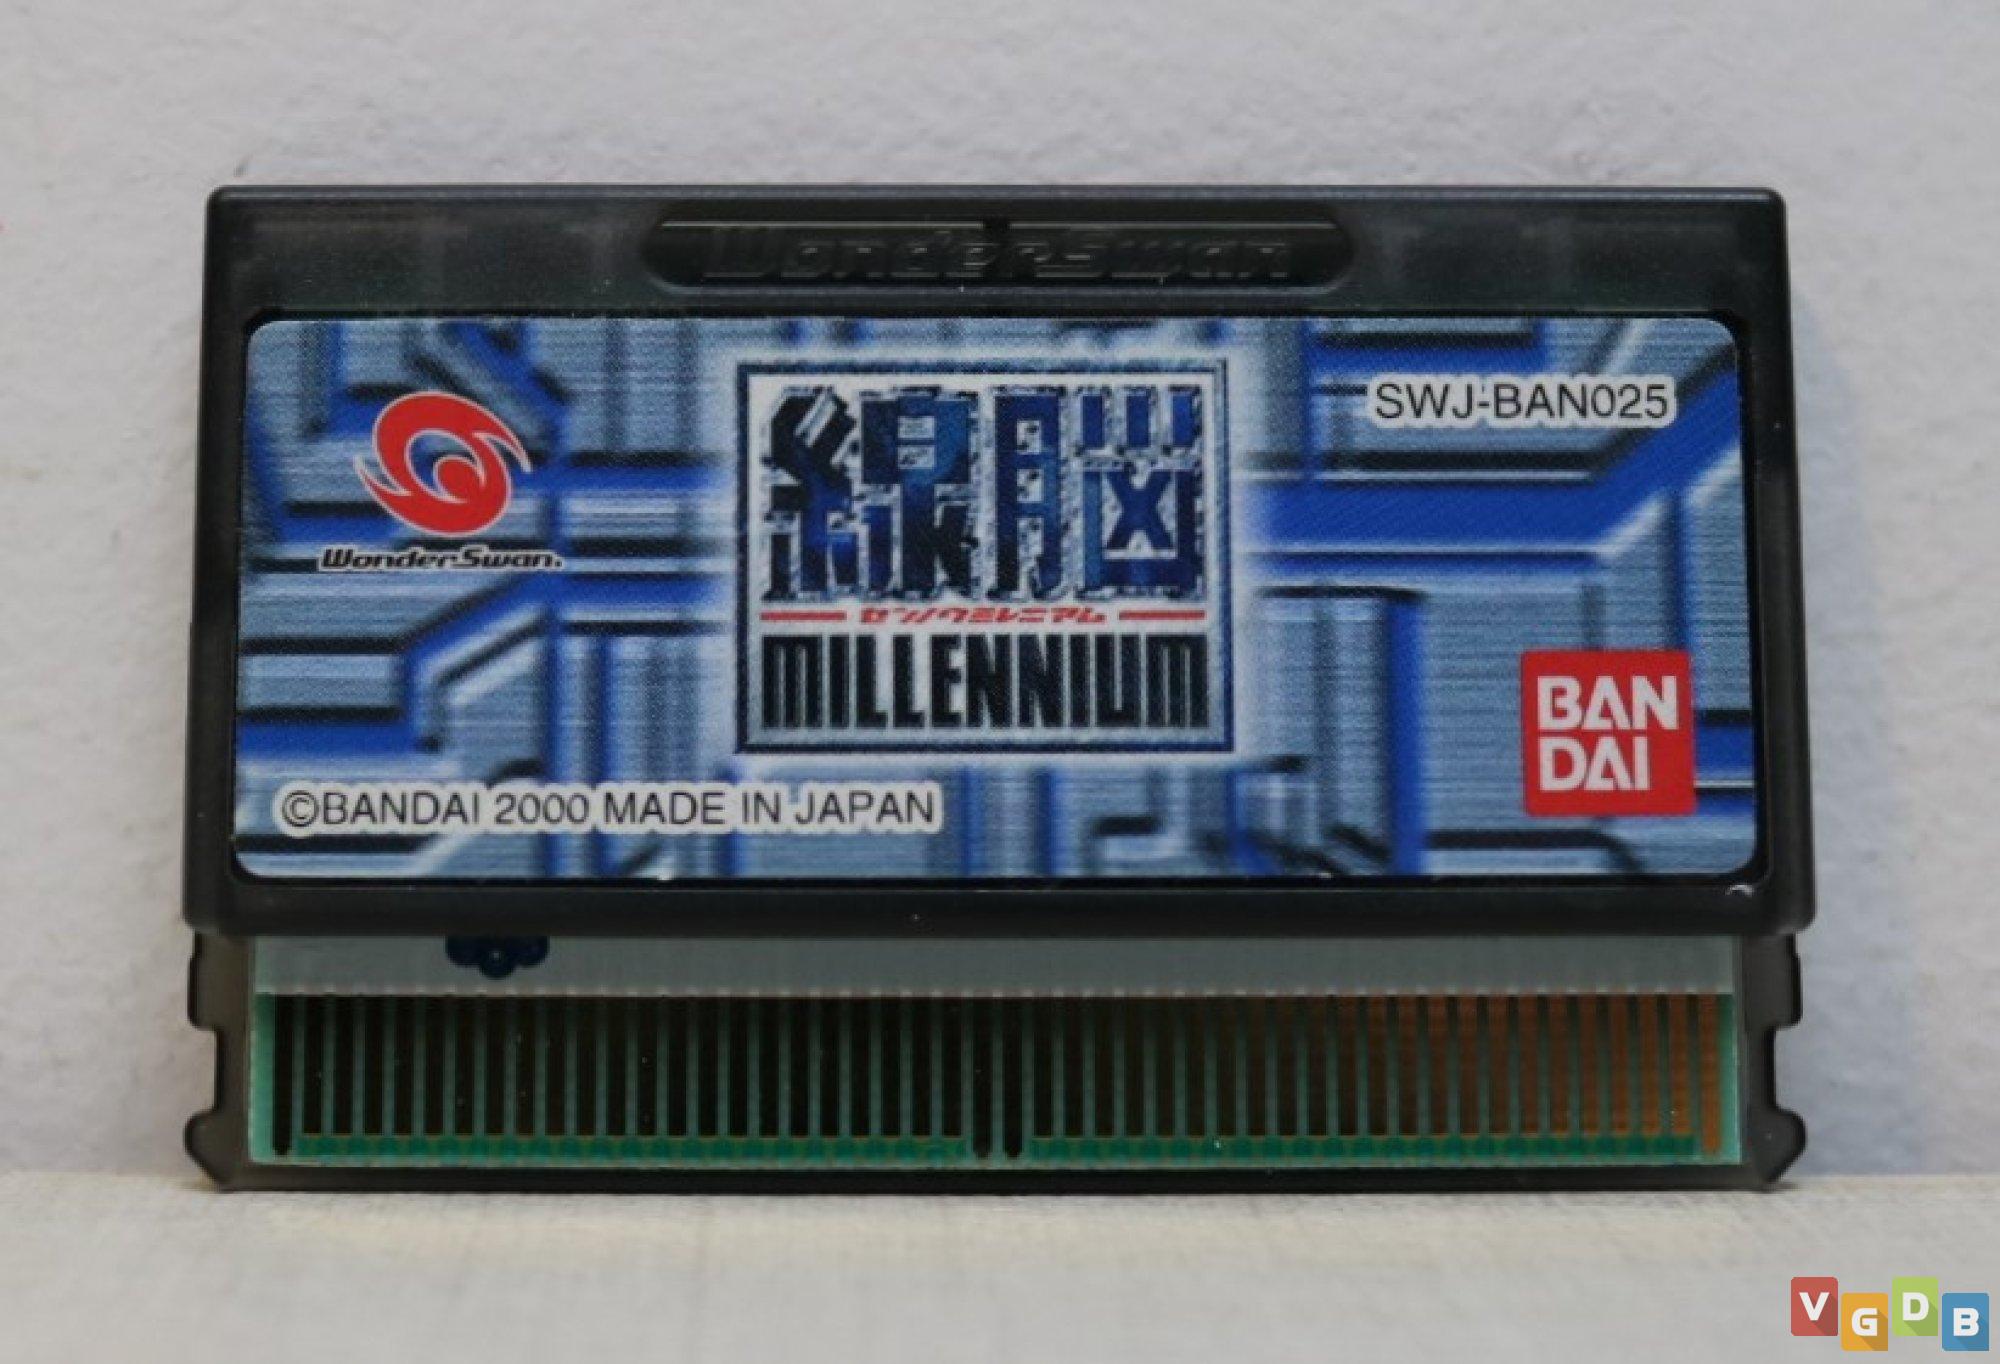 WonderSwan
SWJ-BAN025
線脳
WonderSwan.
センノウミレニアム
MILLENNIUM
BAN
DAI
©BANDAI 2000 MADE IN JAPAN
VGDB